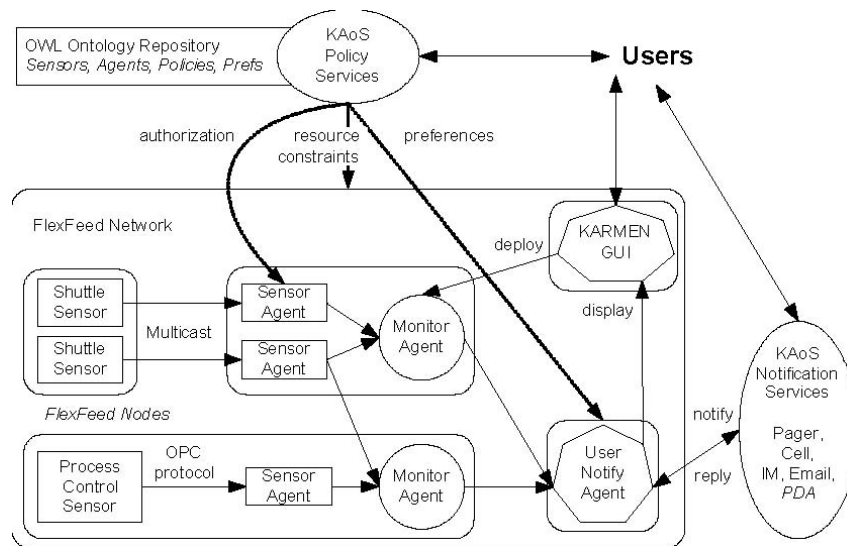 OWL Ontology Repository
Sensors, Agents, Policies, Prefs
KAoS
Policy
Services
Users
authorization
resource
constraints
preferences
FlexFeed Network
KARMEN
GUI
deploy
Shuttle
Sensor
Sensor
Agent
Multicast
Monitor
Agent
display
Shuttle
Sensor
Sensor
Agent
KAoS
Notification
Services
FlexFeed Nodes
notify
Pager,
Cell,
IM, Email,
PDA
reply
OPC
protocol
Process
Control
Sensor
Sensor
Agent
Monitor
Agent
User
Notify
Agent